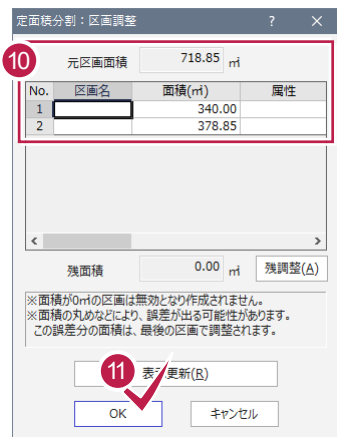 定面積分割：区画調整 ? ×
10
元区画面積 718.85 ㎡
No. 区画名 面積(㎡) 属性
1 340.00
2 378.85
< >
残面積 0.00 ㎡ 残調整(A)
※面積が0㎡の区画は無効となり作成されません。
※面積の丸めなどにより、誤差が出る可能性があります。
この誤差分の面積は、最後の区画で調整されます。
11 表示更新(R)
OK キャンセル